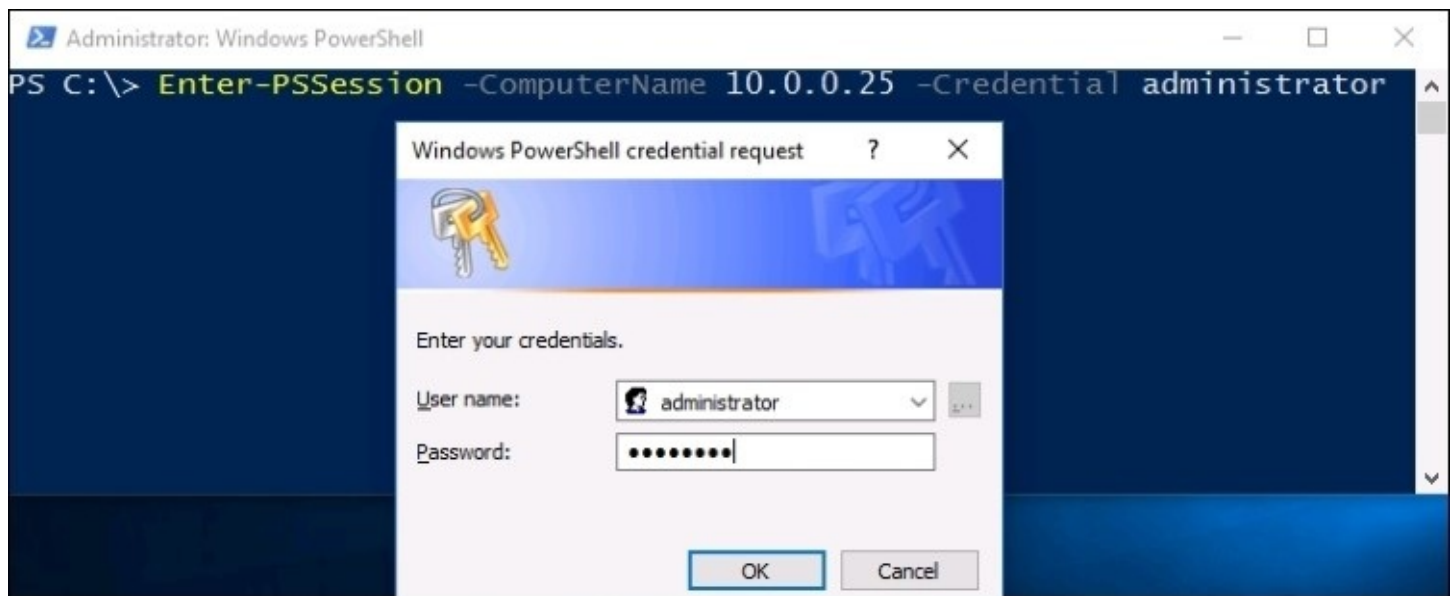 Administrator: Windows PowerShell
PS C:\> Enter-PSSession -ComputerName 10.0.0.25 -Credential administrator
Windows PowerShell credential request ?
Enter your credentials.
User name: administrator ...
Password: ••••••••
OK Cancel